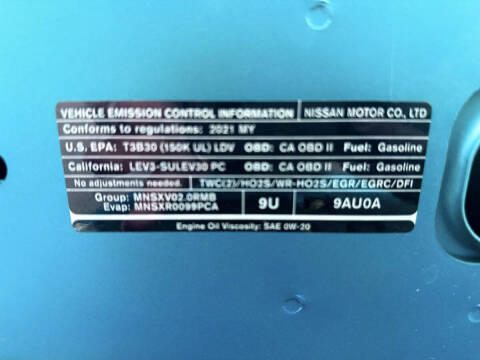 VEHICLE EMISSION CONTROL INFORMATION NISSAN MOTOR CO., LTD
Conforms to regulations: 2021 MY
U.S. EPA: T3B30 (150K UL) LDV OBD: CA OBD II Fuel: Gasoline
California: LEV3-SULEV30 PC OBD: CA OBD II Fuel: Gasoline
No adjustments needed. TWC(2)/HO2S/WR-HO2S/EGR/EGRC/DFI
Group: MNSXV02.0RMB
Evap: MNSXR0099PCA
9U 9AU0A
Engine Oil Viscosity: SAE 0W-20